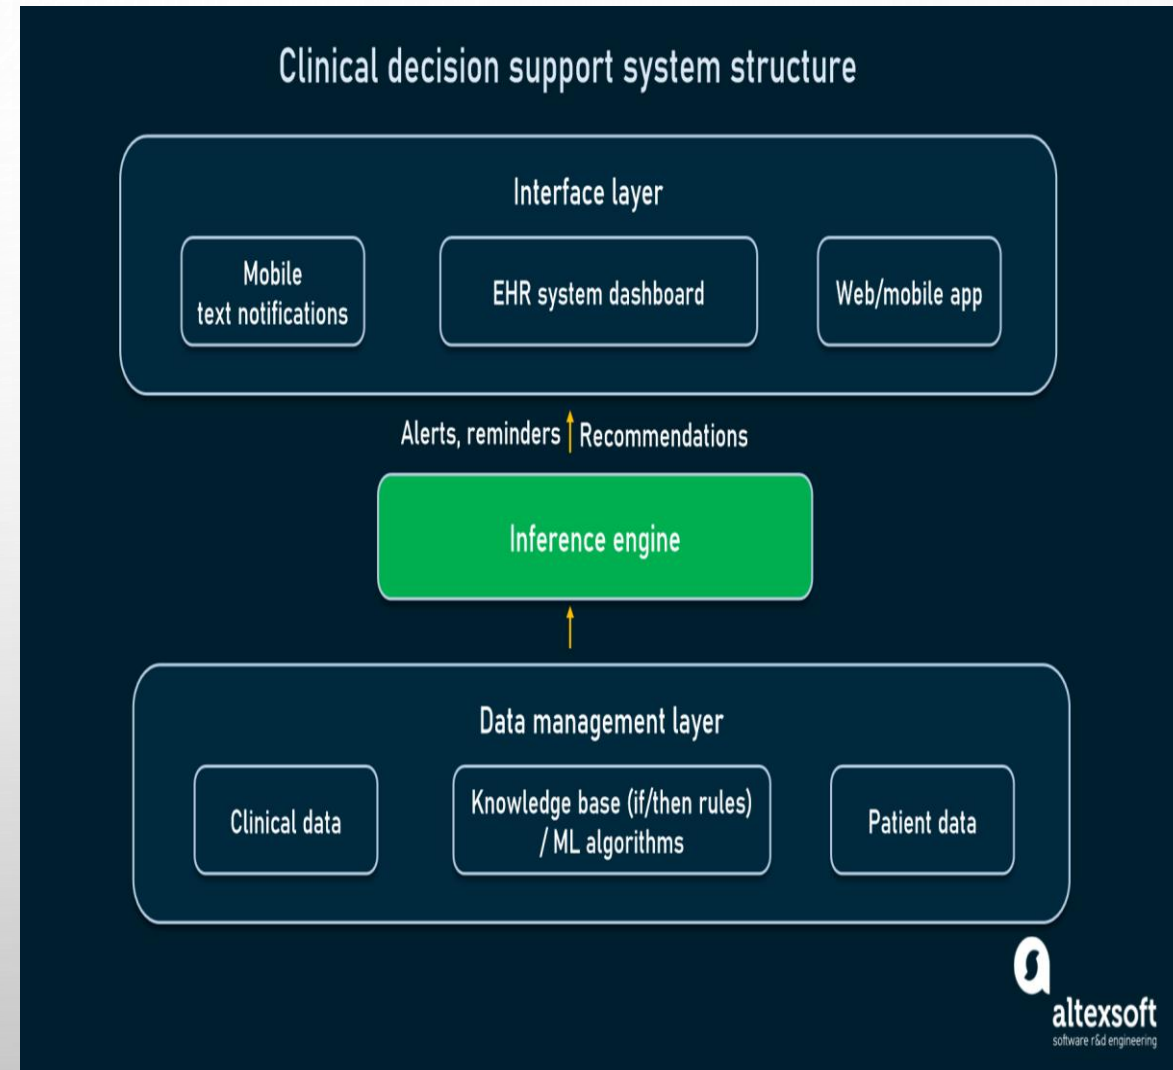 Clinical decision support system structure
Interface layer
Mobile
text notifications
EHR system dashboard
Web/mobile app
Alerts, reminders
Recommendations
Inference engine
Data management layer
Clinical data
Knowledge base (if/then rules)
/ ML algorithms
Patient data
altexsoft
software r&d engineering